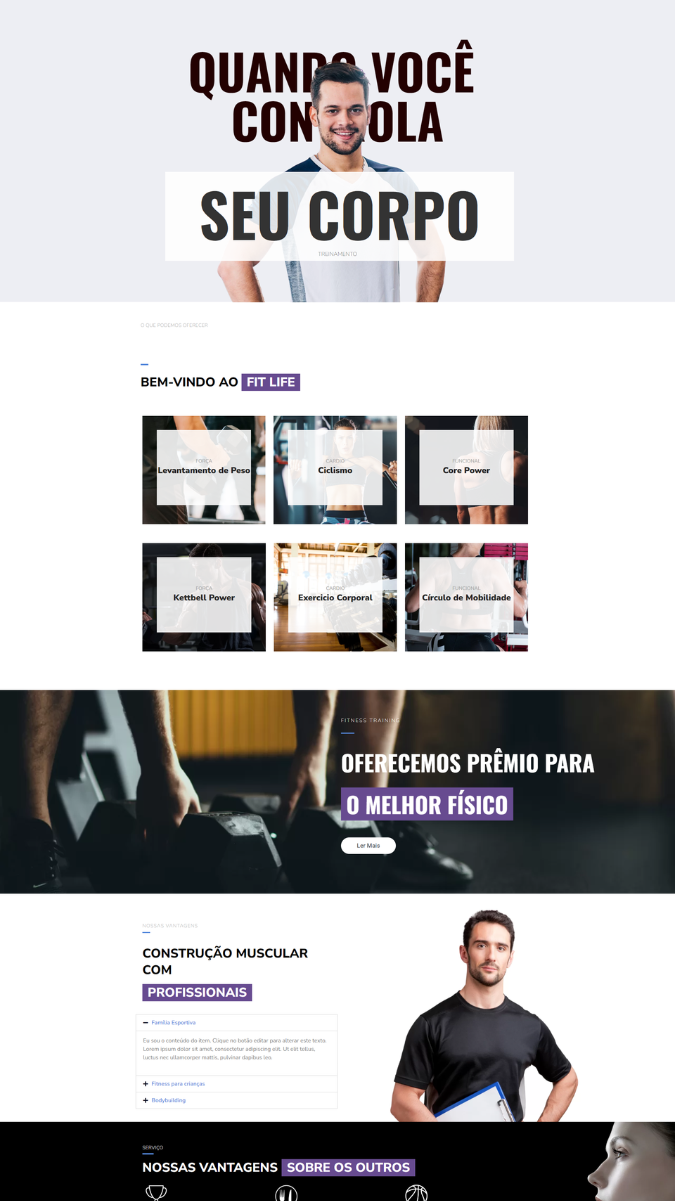 QUANDO VOCÊ
CONTROLA
SEU CORPO
TREINAMENTO
O QUE PODEMOS OFERECER
BEM-VINDO AO FIT LIFE
FORÇA
Levantamento de Peso
CARDIO
Ciclismo
FUNCIONAL
Core Power
FORÇA
Kettbell Power
CARDIO
Exercício Corporal
FUNCIONAL
Círculo de Mobilidade
FITNESS TRAINING
OFERECEMOS PRÊMIO PARA
O MELHOR FÍSICO
Ler Mais
NOSSAS VANTAGENS
CONSTRUÇÃO MUSCULAR
COM
PROFISSIONAIS
Família Esportiva
Eu sou o conteúdo do item. Clique no botão editar para alterar este texto.
Lorem ipsum dolor sit amet, consectetur adipiscing elit. Ut elit tellus,
luctus nec ullamcorper mattis, pulvinar dapibus leo.
Fitness para crianças
Bodybuilding
SERVIÇO
NOSSAS VANTAGENS SOBRE OS OUTROS